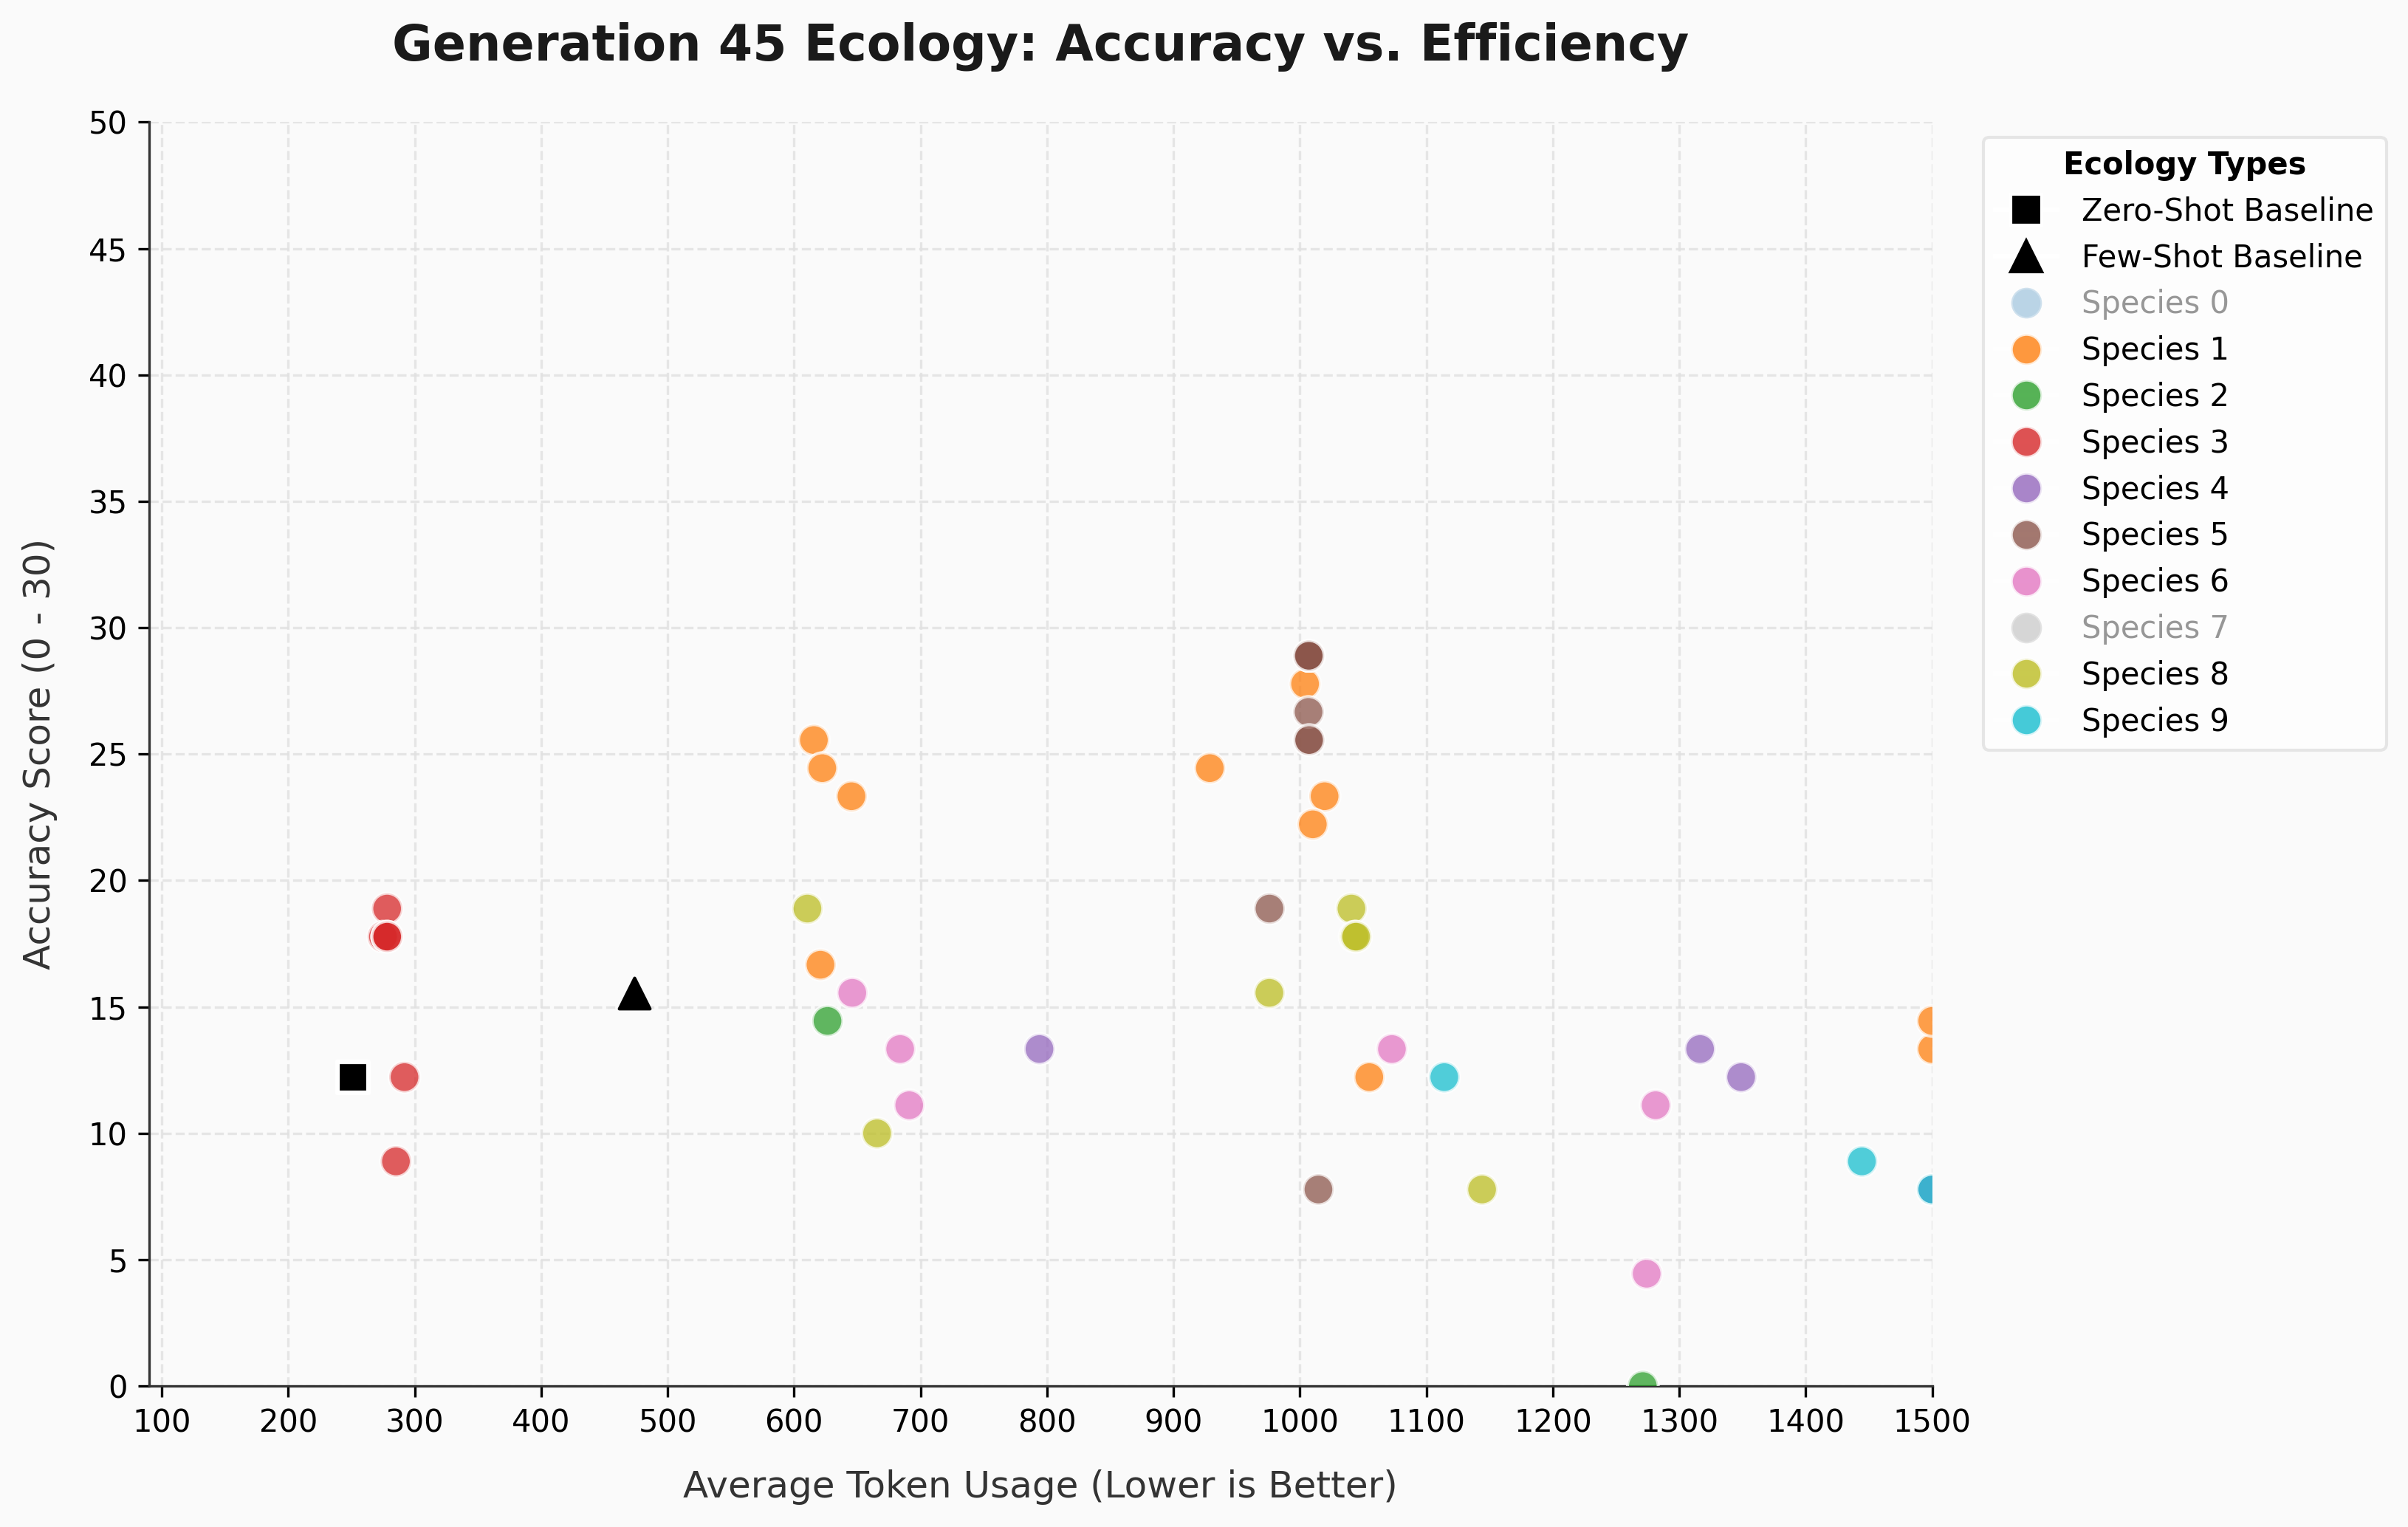 Generation 45 Ecology: Accuracy vs. Efficiency
Accuracy Score (0 - 30)
50
45
40
35
30
25
20
15
10
5
0
100 200 300 400 500 600 700 800 900 1000 1100 1200 1300 1400 1500
Average Token Usage (Lower is Better)
Ecology Types
Zero-Shot Baseline
Few-Shot Baseline
Species 0
Species 1
Species 2
Species 3
Species 4
Species 5
Species 6
Species 7
Species 8
Species 9